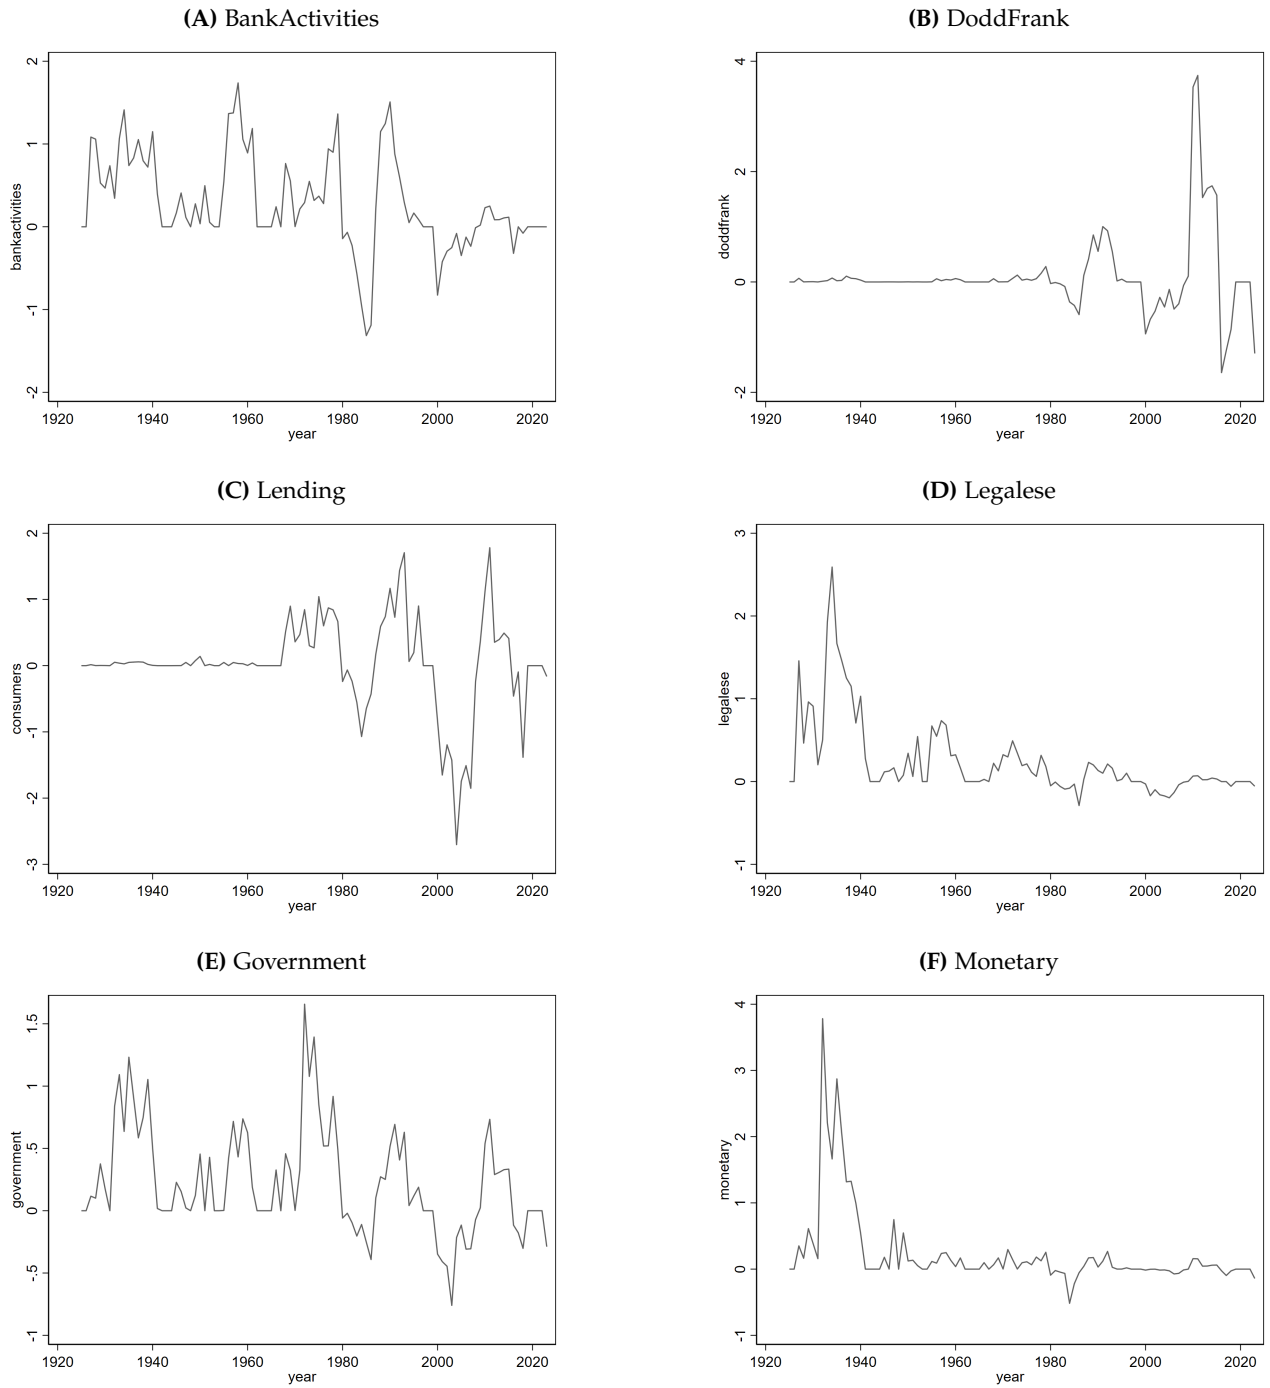 (A) BankActivities
2
1
0
-1
-2
bankactivities
1920 1940 1960 1980 2000 2020
year
(B) DoddFrank
4
2
0
-2
doddfrank
1920 1940 1960 1980 2000 2020
year
(C) Lending
2
1
0
-1
-2
-3
consumers
1920 1940 1960 1980 2000 2020
year
(D) Legalese
3
2
1
0
-1
legalese
1920 1940 1960 1980 2000 2020
year
(E) Government
1.5
1
.5
0
-.5
-1
government
1920 1940 1960 1980 2000 2020
year
(F) Monetary
4
3
2
1
0
-1
monetary
1920 1940 1960 1980 2000 2020
year